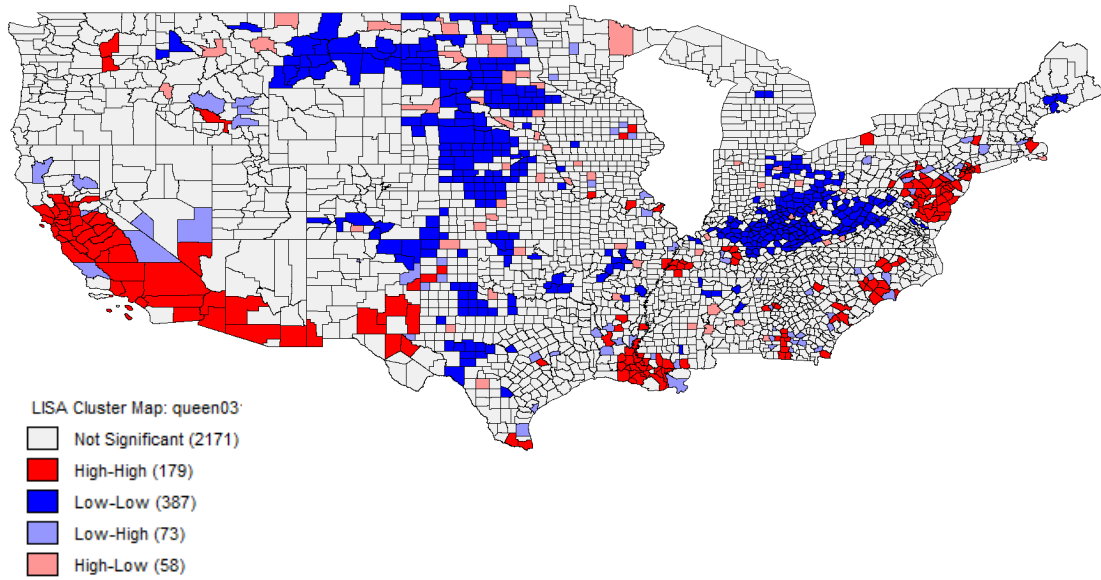 LISA Cluster Map: queen03
Not Significant (2171)
High-High (179)
Low-Low (387)
Low-High (73)
High-Low (58)